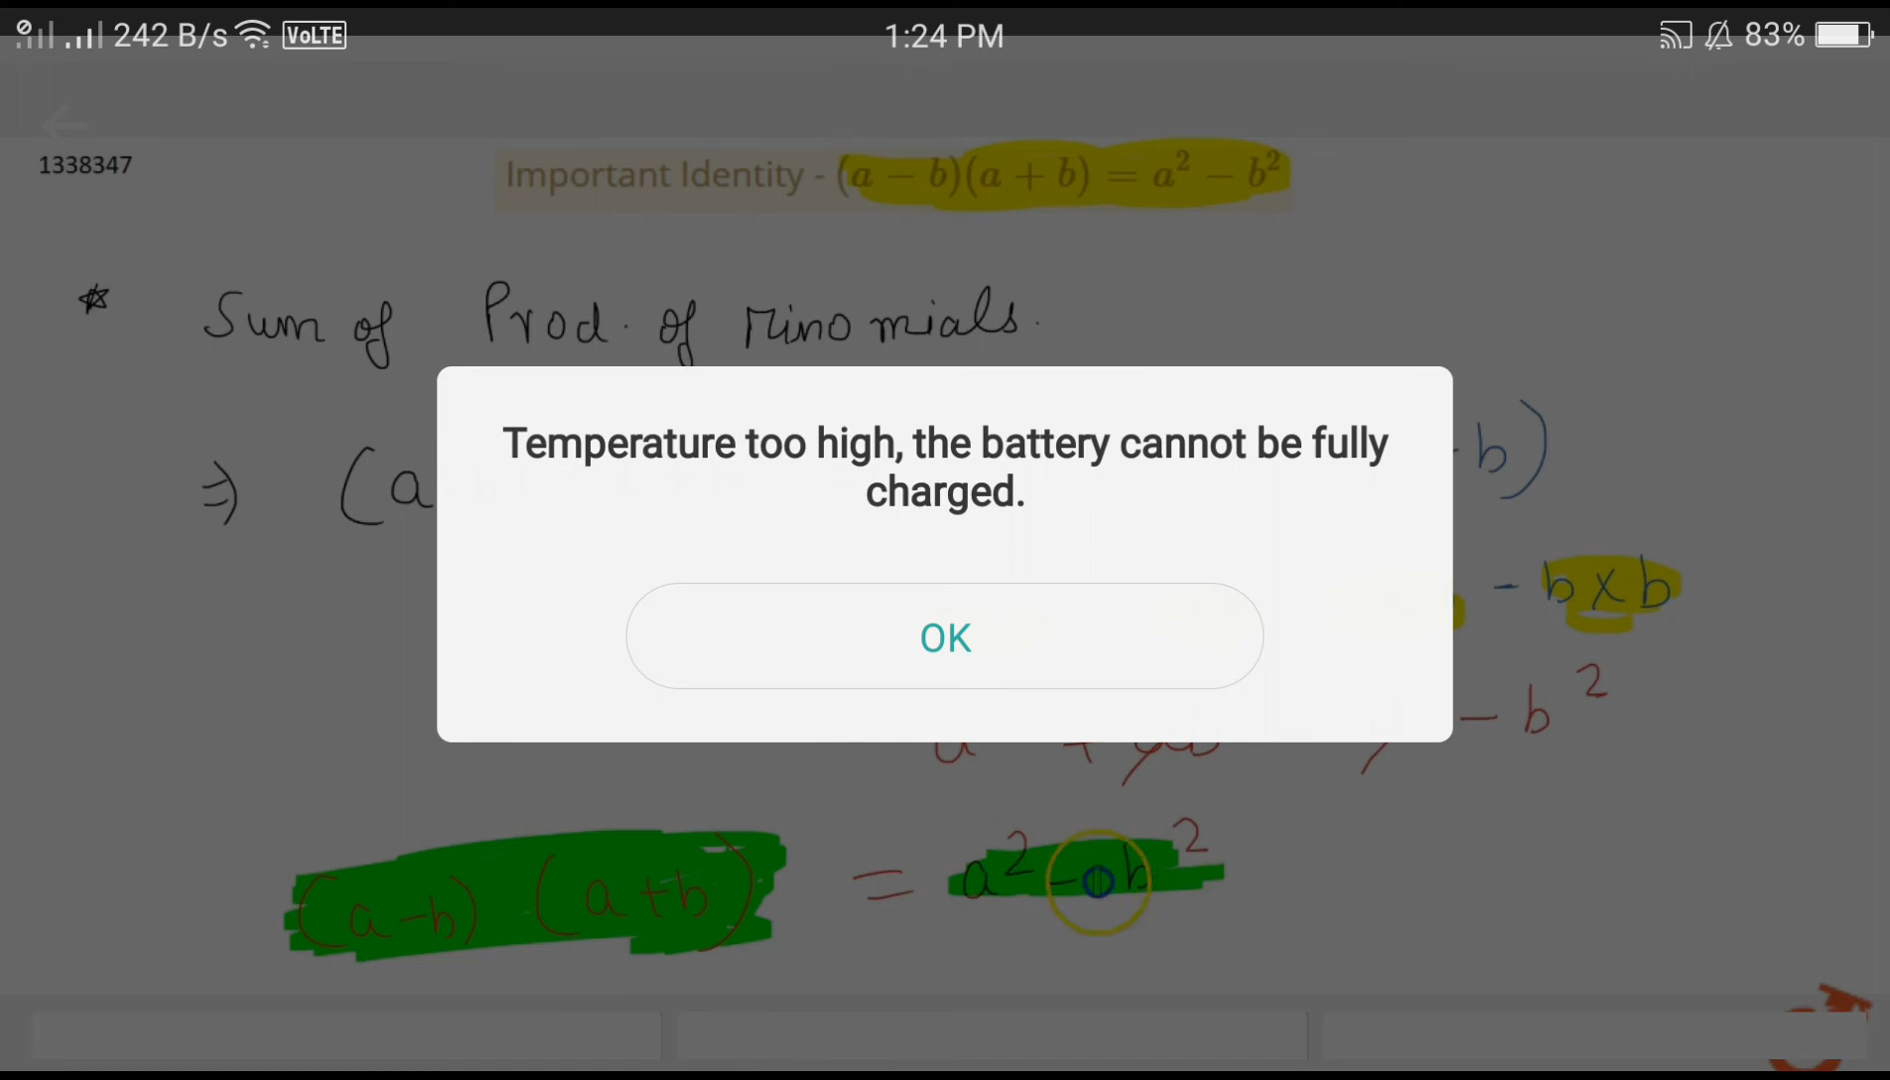 242 B/s VoLTE 1:24 PM 83%
1338347
Important Identity - (a − b)(a + b) = a² − b²
Sum of Prod. of Binomials.
⇒ (a
b)
- b × b
− b²
(a-b) (a+b) = a² - b²
Temperature too high, the battery cannot be fully
charged.
OK